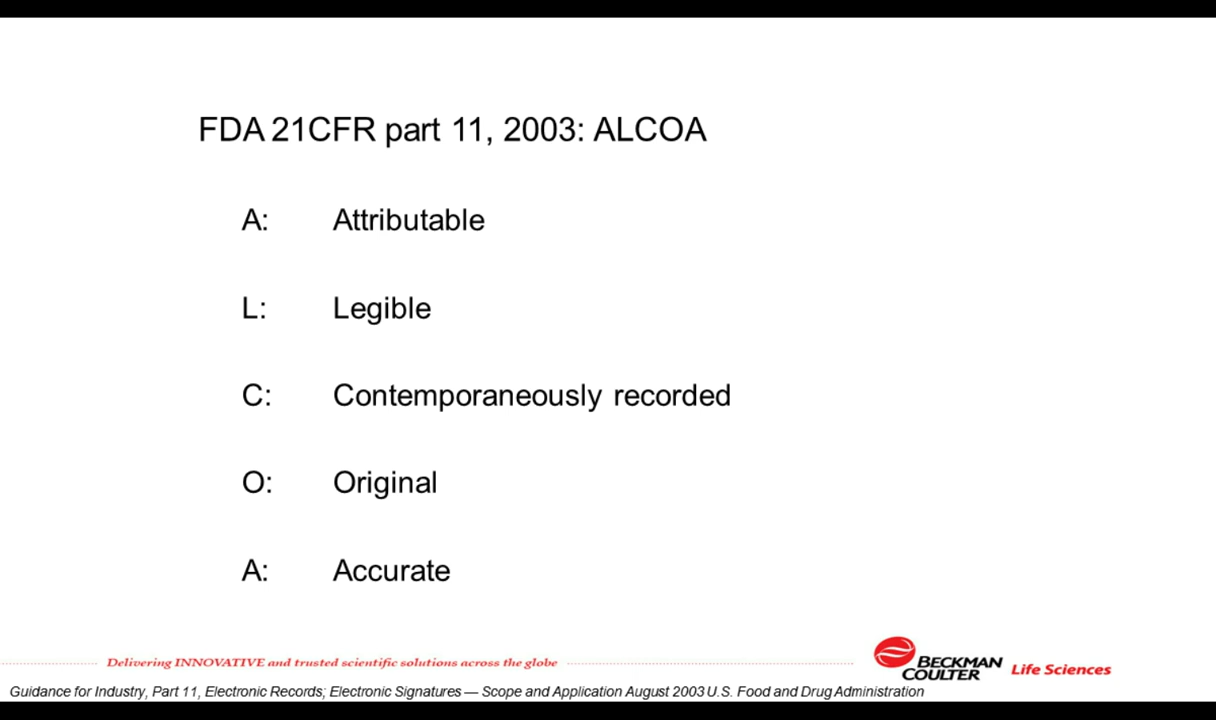 FDA 21CFR part 11, 2003: ALCOA
A: Attributable
L: Legible
C: Contemporaneously recorded
O: Original
A: Accurate
Delivering INNOVATIVE and trusted scientific solutions across the globe
BECKMAN
COULTER
Life Sciences
Guidance for Industry, Part 11, Electronic Records; Electronic Signatures — Scope and Application August 2003 U.S. Food and Drug Administration